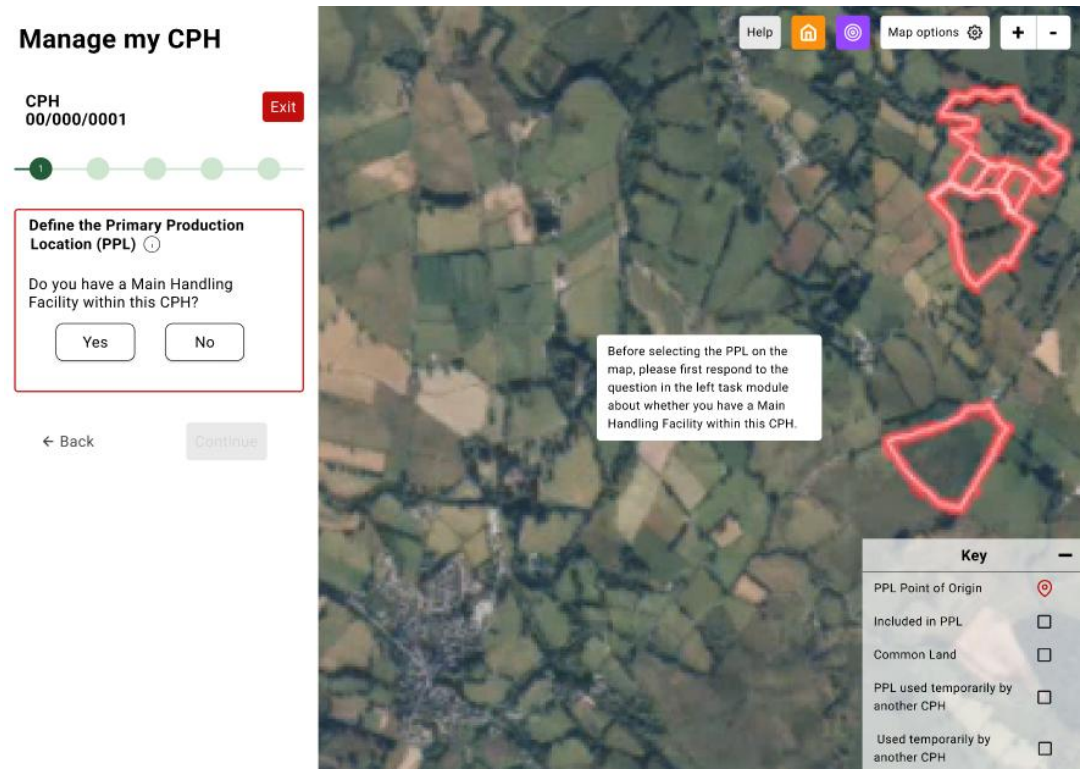 Manage my CPH
CPH
00/000/0001
Exit
1
Define the Primary Production
Location (PPL)
Do you have a Main Handling
Facility within this CPH?
Yes
No
← Back
Continue
Help
Map options
+
-
Before selecting the PPL on the
map, please first respond to the
question in the left task module
about whether you have a Main
Handling Facility within this CPH.
Key
PPL Point of Origin
Included in PPL
Common Land
PPL used temporarily by
another CPH
Used temporarily by
another CPH